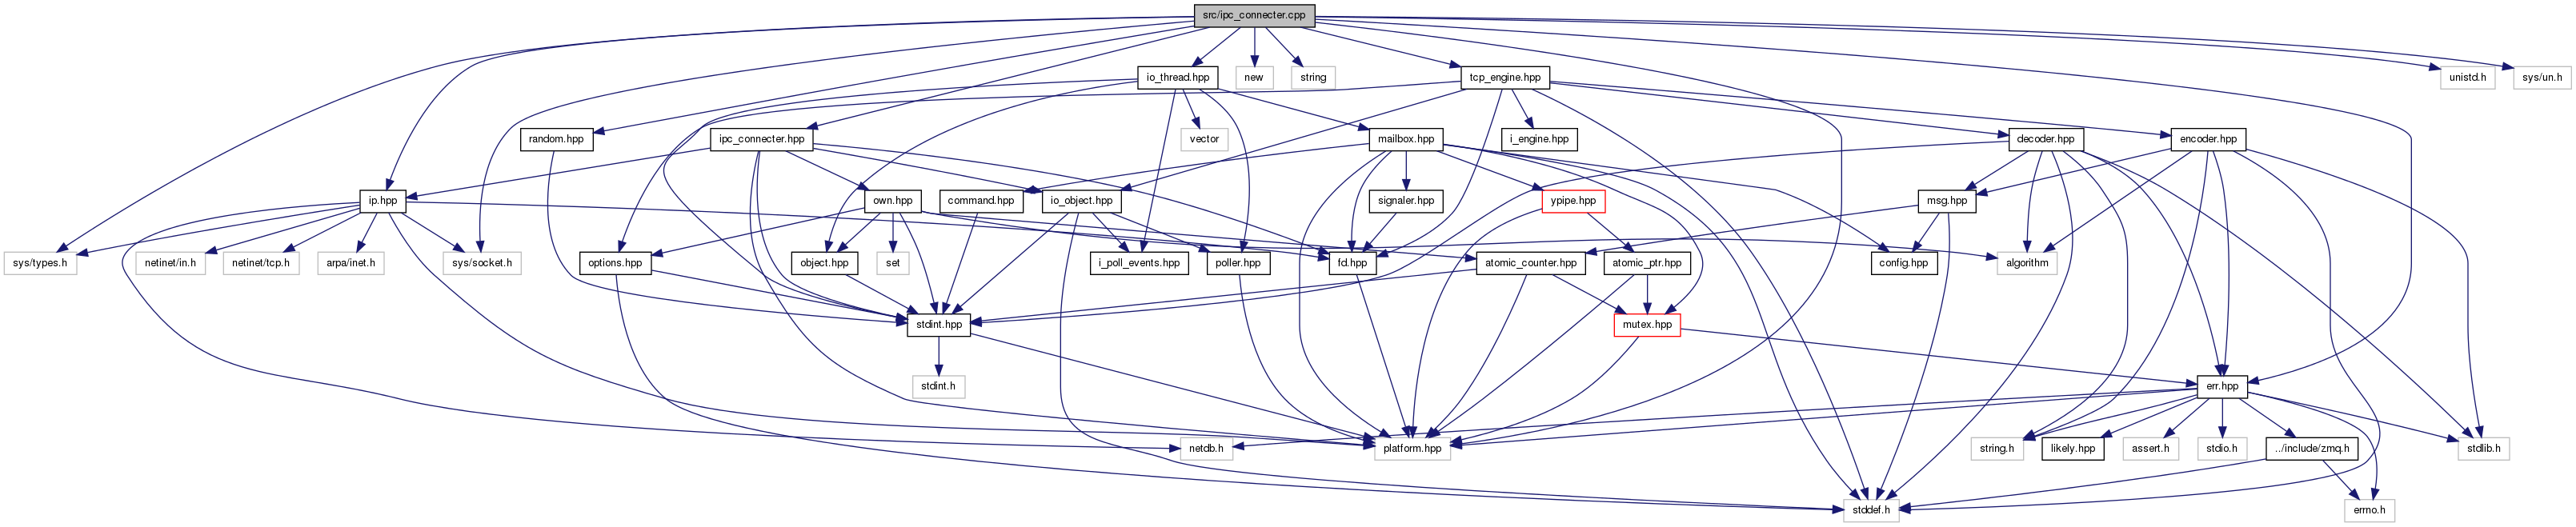 src/ipc_connecter.cpp
io_thread.hpp
new
string
tcp_engine.hpp
unistd.h
sys/un.h
random.hpp
ipc_connecter.hpp
vector
mailbox.hpp
i_engine.hpp
decoder.hpp
encoder.hpp
ip.hpp
own.hpp
command.hpp
io_object.hpp
signaler.hpp
ypipe.hpp
msg.hpp
sys/types.h
netinet/in.h
netinet/tcp.h
arpa/inet.h
sys/socket.h
options.hpp
object.hpp
set
i_poll_events.hpp
poller.hpp
fd.hpp
atomic_counter.hpp
atomic_ptr.hpp
config.hpp
algorithm
stdint.hpp
mutex.hpp
stdint.h
err.hpp
netdb.h
platform.hpp
string.h
likely.hpp
assert.h
stdio.h
../include/zmq.h
stdlib.h
stddef.h
errno.h